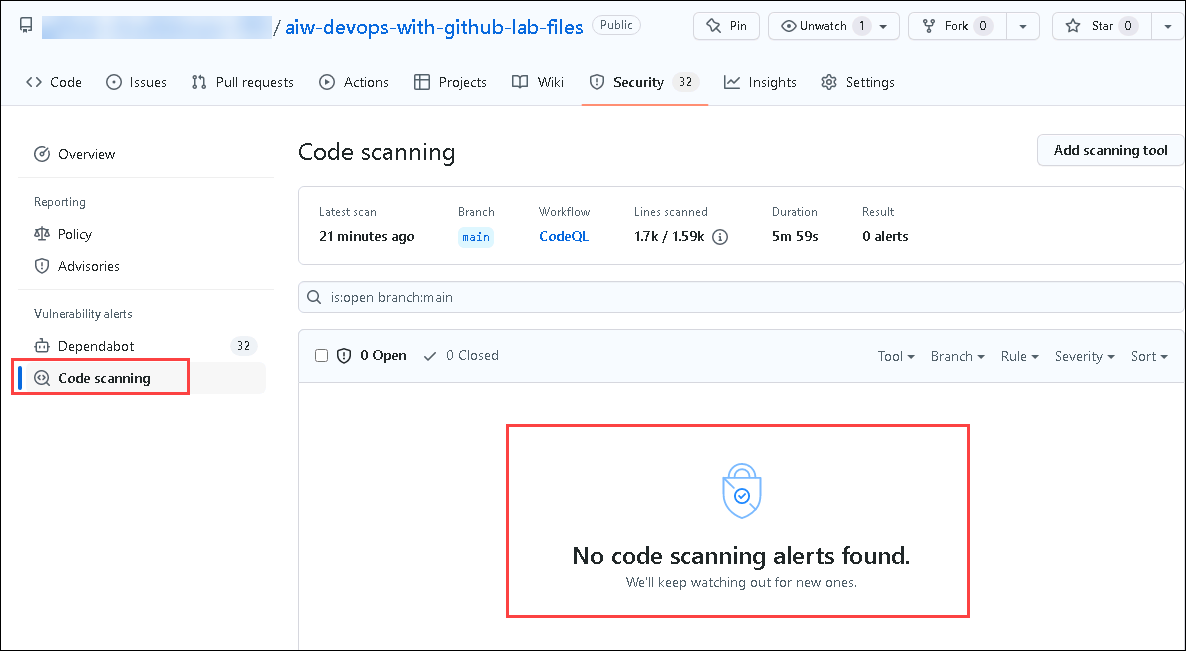 / aiw-devops-with-github-lab-files Public Pin Unwatch 1 Fork 0 Star 0
Code Issues Pull requests Actions Projects Wiki Security 32 Insights Settings
Overview
Reporting
Policy
Advisories
Vulnerability alerts
Dependabot 32
Code scanning
Code scanning
Add scanning tool
Latest scan Branch Workflow Lines scanned Duration Result
21 minutes ago main CodeQL 1.7k / 1.59k 5m 59s 0 alerts
is:open branch:main
0 Open 0 Closed Tool Branch Rule Severity Sort
No code scanning alerts found.
We'll keep watching out for new ones.